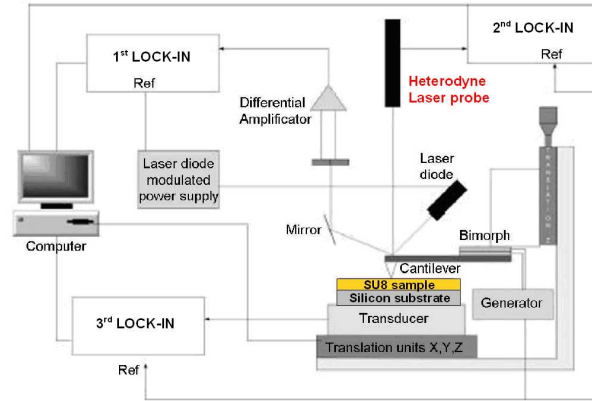 2nd LOCK-IN
Ref
1st LOCK-IN
Ref
Heterodyne
Laser probe
Differential
Amplificator
Laser diode
modulated
power supply
Laser
diode
TRANSLATION Z
Mirror
Bimorph
Computer
Cantilever
SU8 sample
Silicon substrate
Generator
Transducer
3rd LOCK-IN
Translation units X,Y,Z
Ref